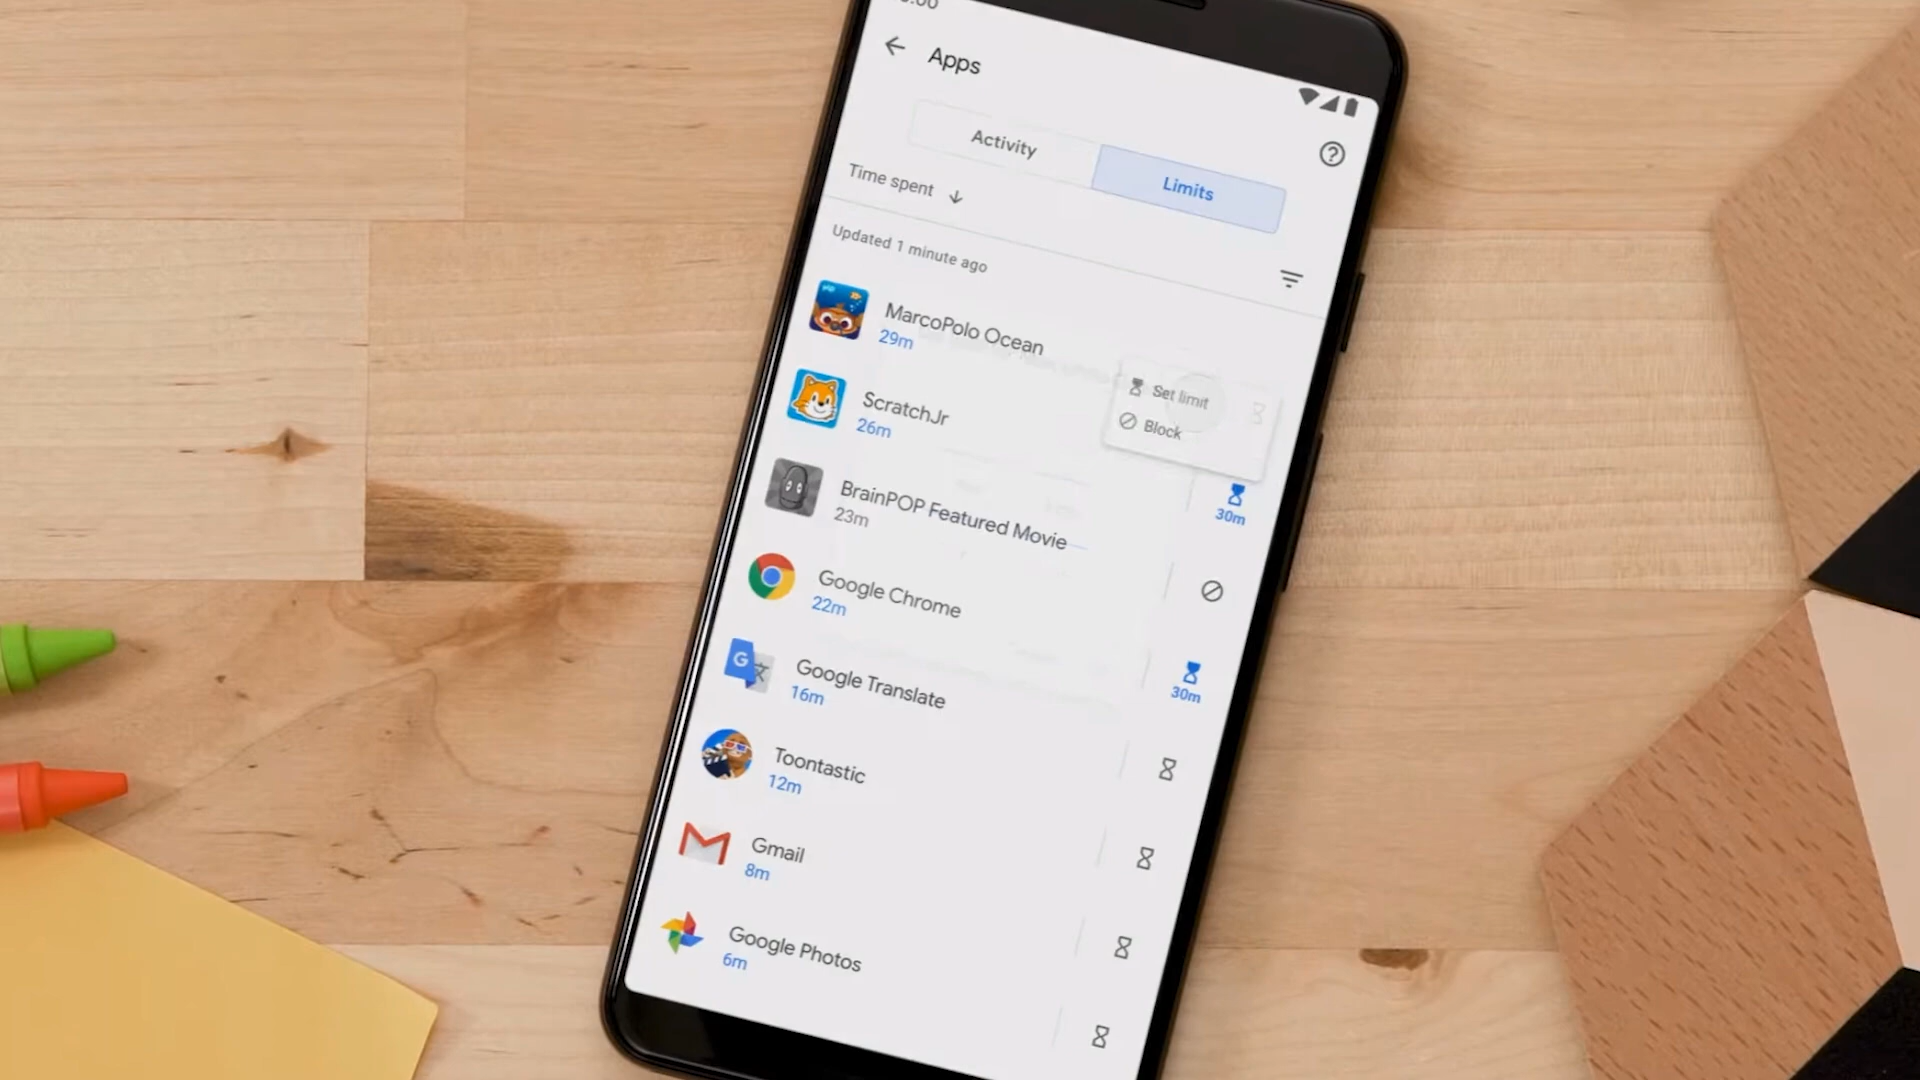 Apps
Activity
Limits
Time spent
Updated 1 minute ago
MarcoPolo Ocean
29m
Set limit
Block
ScratchJr
26m
30m
BrainPOP Featured Movie
23m
Google Chrome
22m
30m
Google Translate
16m
Toontastic
12m
Gmail
8m
Google Photos
6m